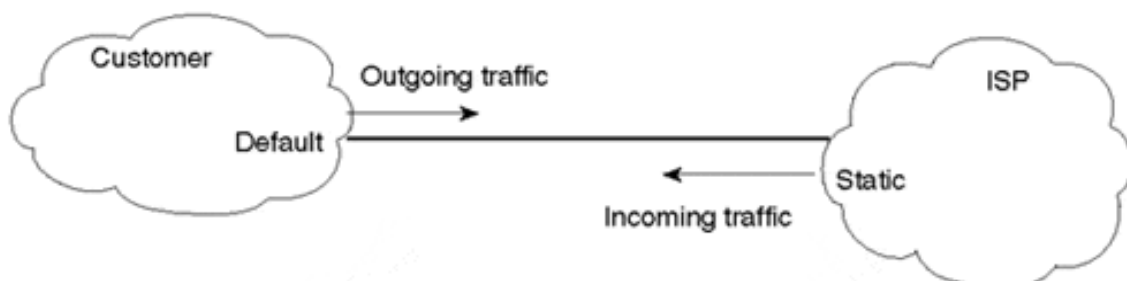 Customer
ISP
Outgoing traffic
Default
Static
Incoming traffic